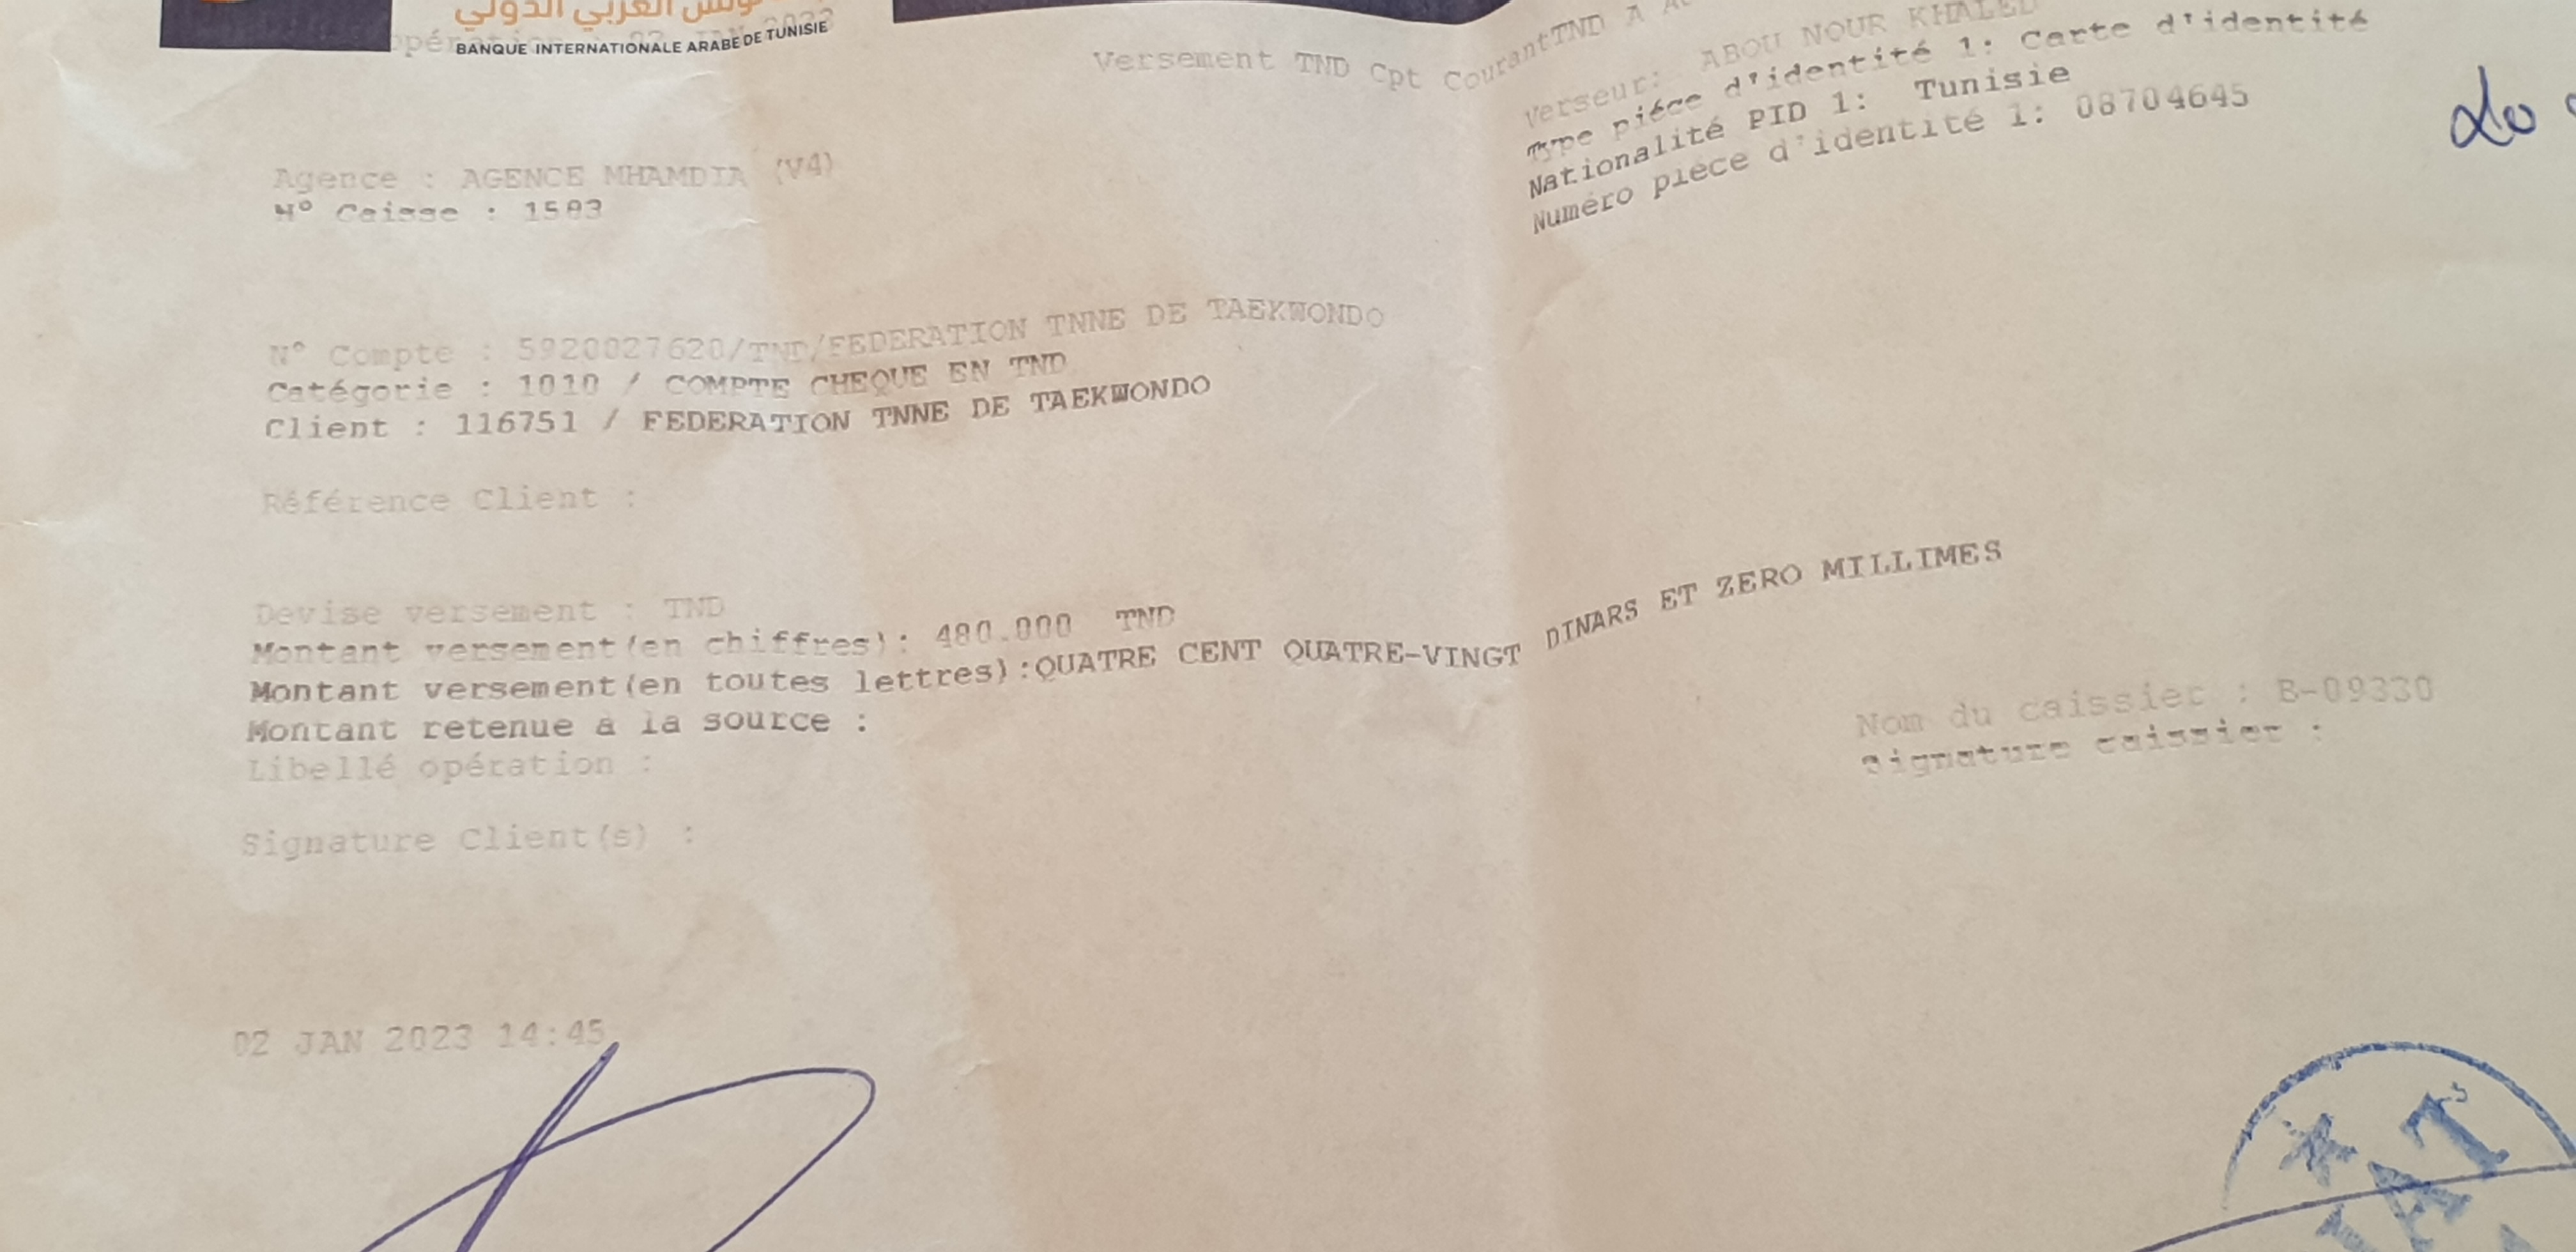 تونس العربي الدولي
BANQUE INTERNATIONALE ARABE DE TUNISIE
Versement TND Cpt CourantTND A
Verseur: ABOU NOUR KHALED
Type piéce d'identité 1: Carte d'identité
Nationalité PID 1: Tunisie
Numéro piéce d'identité 1: 08704645
Agence : AGENCE MHAMDIA (V4)
N° Caisse : 1583
N° Compte : 5920027620/TND/FEDERATION TNNE DE TAEKWONDO
Catégorie : 1010 / COMPTE CHEQUE EN TND
Client : 116751 / FEDERATION TNNE DE TAEKWONDO
Référence Client :
Devise versement : TND
Montant versement(en chiffres): 480.000 TND
Montant versement(en toutes lettres):QUATRE CENT QUATRE-VINGT DINARS ET ZERO MILLIMES
Montant retenue à la source :
Libellé opération :
Nom du caissier : B-09330
Signature caissier :
Signature Client(s) :
02 JAN 2023 14:45